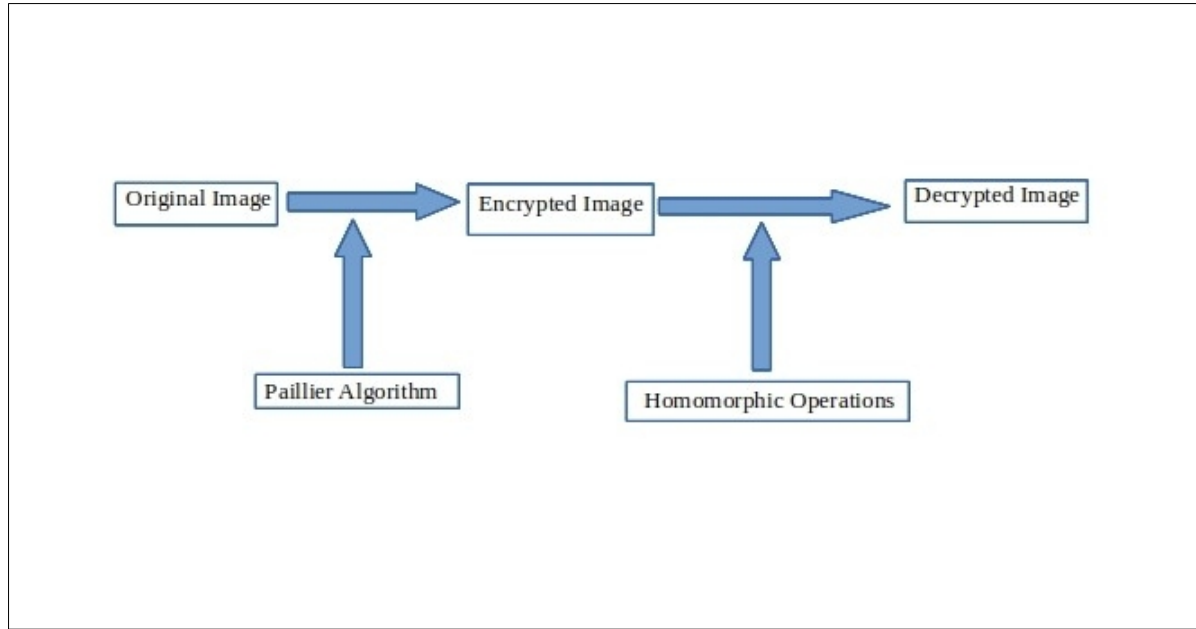 Original Image
Encrypted Image
Decrypted Image
Paillier Algorithm
Homomorphic Operations